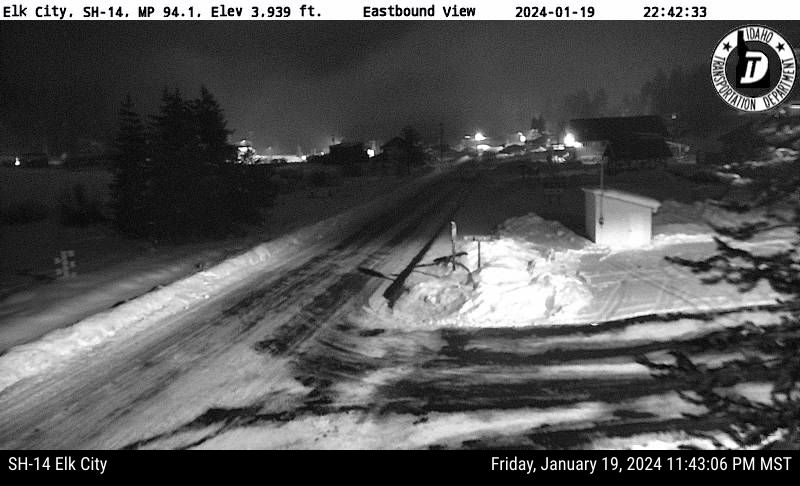 Elk City, SH-14, MP 94.1, Elev 3,939 ft. Eastbound View 2024-01-19 22:42:33
IDAHO
TRANSPORTATION DEPARTMENT
SH-14 Elk City Friday, January 19, 2024 11:43:06 PM MST